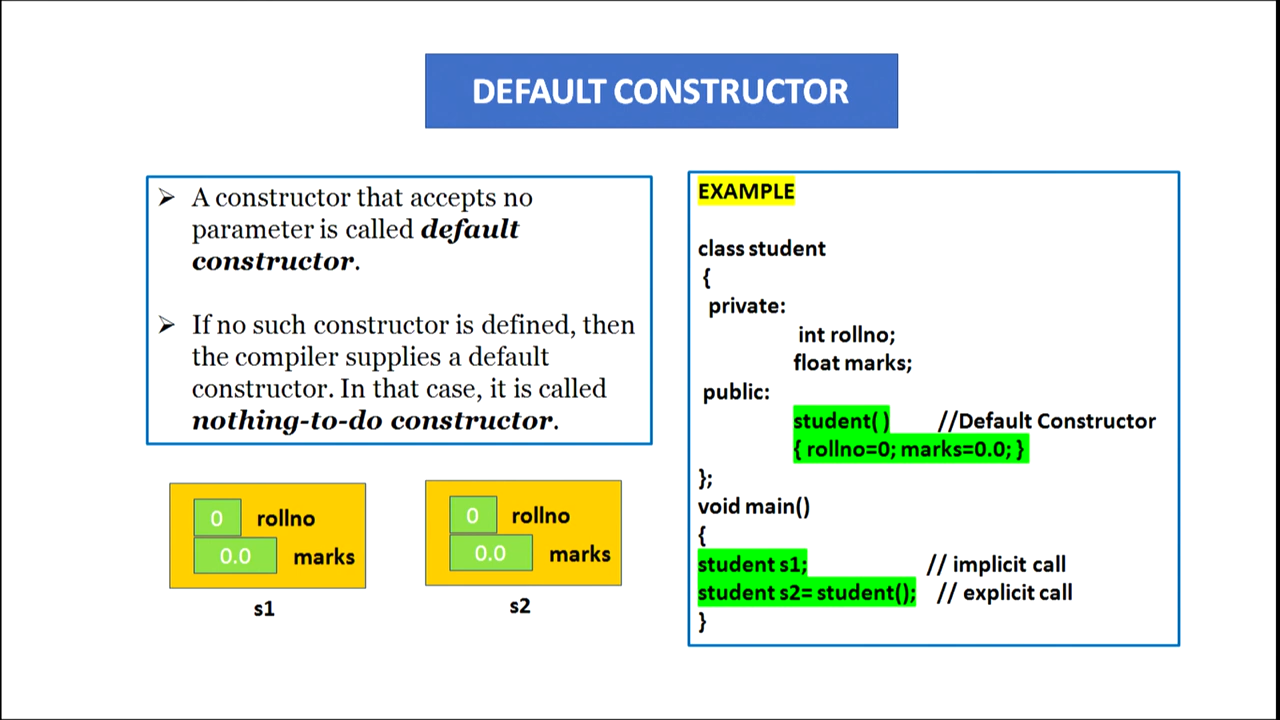 DEFAULT CONSTRUCTOR
➢ A constructor that accepts no
parameter is called default
constructor.
➢ If no such constructor is defined, then
the compiler supplies a default
constructor. In that case, it is called
nothing-to-do constructor.
0 rollno
0.0 marks
s1
0 rollno
0.0 marks
s2
EXAMPLE
class student
{
private:
int rollno;
float marks;
public:
student( ) //Default Constructor
{ rollno=0; marks=0.0; }
};
void main()
{
student s1; // implicit call
student s2= student(); // explicit call
}